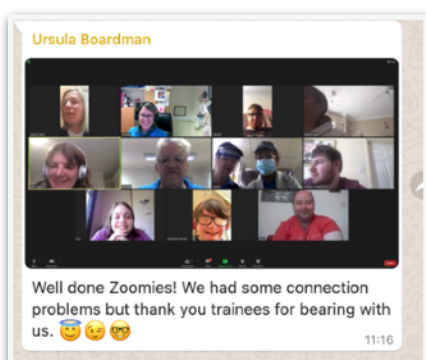 Ursula Boardman
Well done Zoomies! We had some connection
problems but thank you trainees for bearing with
us. 😇😉🤓
11:16